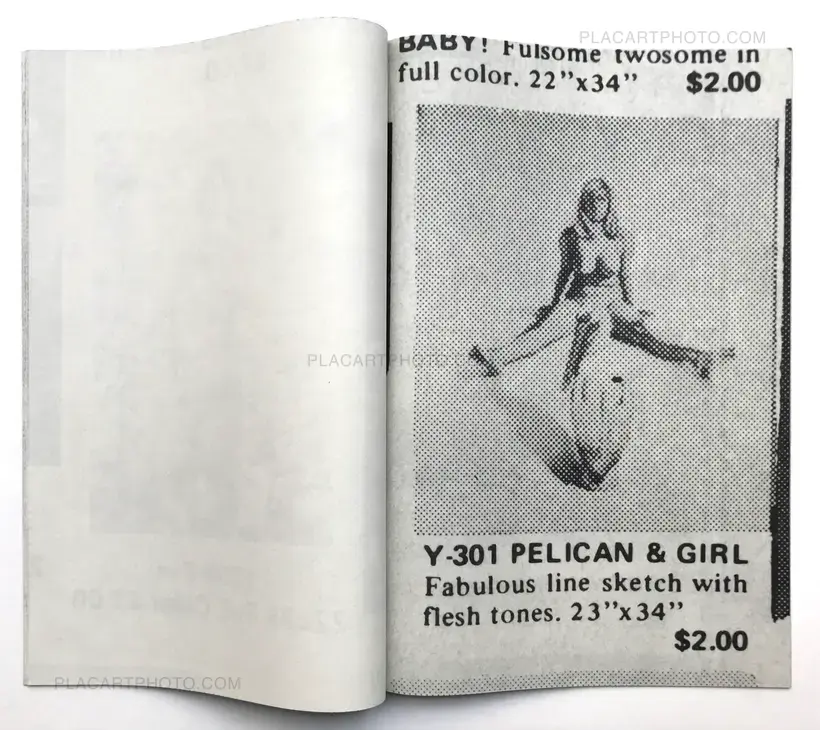 PLACARTPHOTO.COM
BABY! Fulsome twosome in
full color. 22”x34” $2.00
PLACARTPHOTO
Y-301 PELICAN & GIRL
Fabulous line sketch with
flesh tones. 23”x34”
$2.00
PLACARTPHOTO.COM